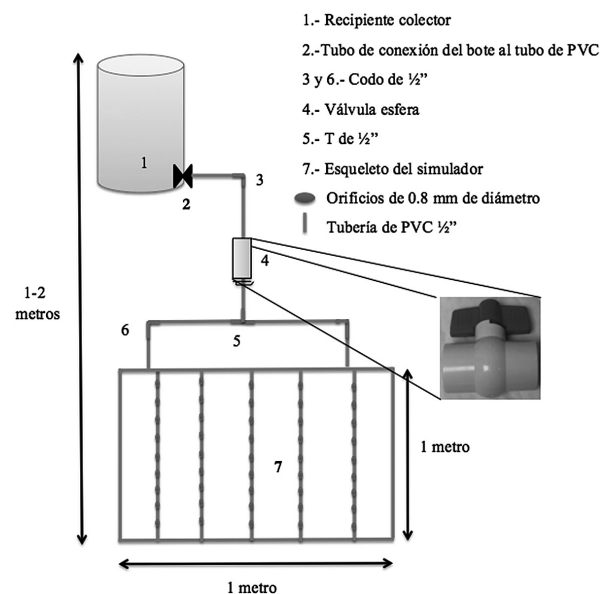 1.- Recipiente colector
2.-Tubo de conexión del bote al tubo de PVC
3 y 6.- Codo de ½”
4.- Válvula esfera
5.- T de ½”
7.- Esqueleto del simulador
Orificios de 0.8 mm de diámetro
Tubería de PVC ½”
1
2
3
4
1-2
metros
6
5
7
1 metro
1 metro